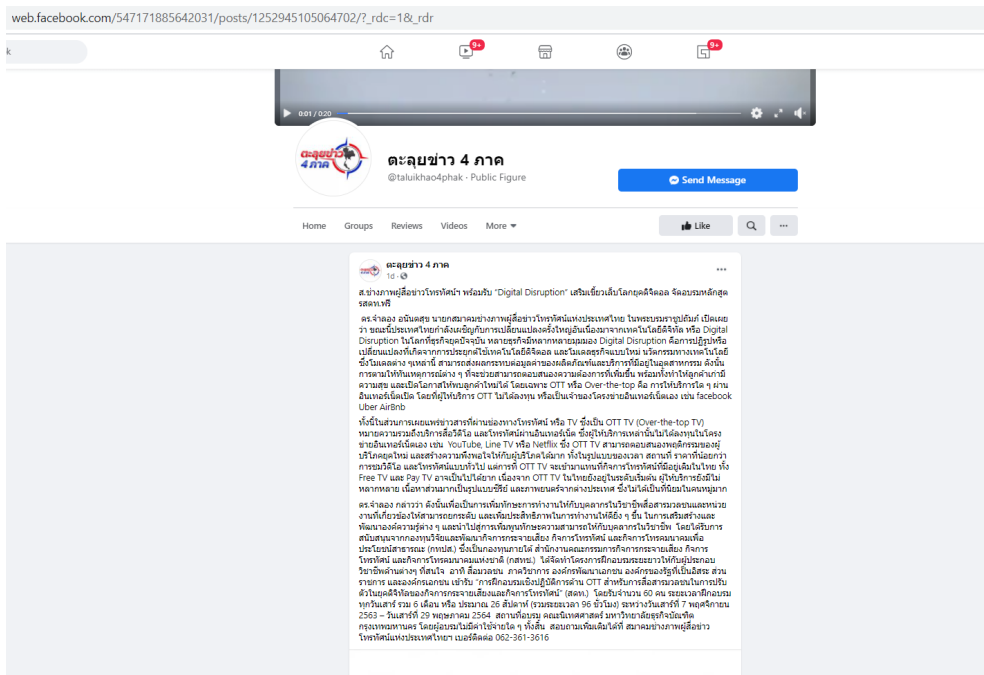 web.facebook.com/547171885642031/posts/1252945105064702/?_rdc=1&_rdr
k
9+
9+
0:01 / 0:20
ตะลุยข่าว
4 ภาค
ตะลุยข่าว 4 ภาค
@taluikhao4phak · Public Figure
Send Message
Home Groups Reviews Videos More
Like
ตะลุยข่าว 4 ภาค
1d ·
ส.ช่างภาพผู้สื่อข่าวโทรทัศน์ฯ พร้อมรับ "Digital Disruption" เสริมเขี้ยวเล็บโลกยุคดิจิตอล จัดอบรมหลักสูต
รสตท.ฟรี
ดร.จำลอง อนันตสุข นายกสมาคมช่างภาพผู้สื่อข่าวโทรทัศน์แห่งประเทศไทย ในพระบรมราชูปถัมภ์ เปิดเผย
ว่า ขณะนี้ประเทศไทยกำลังเผชิญกับการเปลี่ยนแปลงครั้งใหญ่อันเนื่องมาจากเทคโนโลยีดิจิทัล หรือ Digital
Disruption ในโลกที่ธุรกิจยุคปัจจุบัน หลายธุรกิจมีหลากหลายมุมมอง Digital Disruption คือการปฏิรูปหรือ
เปลี่ยนแปลงที่เกิดจากการประยุกต์ใช้เทคโนโลยีดิจิตอล และโมเดลธุรกิจแบบใหม่ นวัตกรรมทางเทคโนโลยี
ซึ่งโมเดลต่าง ๆเหล่านี้ สามารถส่งผลกระทบต่อมูลค่าของผลิตภัณฑ์และบริการที่มีอยู่ในอุตสาหกรรม ดังนั้น
การตามให้ทันเหตุการณ์ต่าง ๆ ที่จะช่วยสามารถตอบสนองความต้องการที่เพิ่มขึ้น พร้อมทั้งทำให้ลูกค้าเก่ามี
ความสุข และเปิดโอกาสให้พบลูกค้าใหม่ได้ โดยเฉพาะ OTT หรือ Over-the-top คือ การให้บริการใด ๆ ผ่าน
อินเทอร์เน็ตเปิด โดยที่ผู้ให้บริการ OTT ไม่ได้ลงทุน หรือเป็นเจ้าของโครงข่ายอินเทอร์เน็ตเอง เช่น facebook
Uber AirBnb
ทั้งนี้ในส่วนการเผยแพร่ข่าวสารที่ผ่านช่องทางโทรทัศน์ หรือ TV ซึ่งเป็น OTT TV (Over-the-top TV)
หมายความรวมถึงบริการสื่อวีดิโอ และโทรทัศน์ผ่านอินเทอร์เน็ต ซึ่งผู้ให้บริการเหล่านั้นไม่ได้ลงทุนในโครง
ข่ายอินเทอร์เน็ตเอง เช่น YouTube, Line TV หรือ Netflix ซึ่ง OTT TV สามารถตอบสนองพฤติกรรมของผู้
บริโภคยุคใหม่ และสร้างความพึงพอใจให้กับผู้บริโภคได้มาก ทั้งในรูปแบบของเวลา สถานที่ ราคาที่น้อยกว่า
การชมวิดีโอ และโทรทัศน์แบบทั่วไป แต่การที่ OTT TV จะเข้ามาแทนที่กิจการโทรทัศน์ที่มีอยู่เดิมในไทย ทั้ง
Free TV และ Pay TV อาจเป็นไปได้ยาก เนื่องจาก OTT TV ในไทยยังอยู่ในระดับเริ่มต้น ผู้ให้บริการยังมีไม่
หลากหลาย เนื้อหาส่วนมากเป็นรูปแบบซีรีย์ และภาพยนตร์จากต่างประเทศ ซึ่งไม่ได้เป็นที่นิยมในคนหมู่มาก
ดร.จำลอง กล่าวว่า ดังนั้นเพื่อเป็นการเพิ่มทักษะการทำงานให้กับบุคลากรในวิชาชีพสื่อสารมวลชนและหน่วย
งานที่เกี่ยวข้องให้สามารถยกระดับ และเพิ่มประสิทธิภาพในการทำงานให้ดียิ่ง ๆ ขึ้น ในการเสริมสร้างและ
พัฒนาองค์ความรู้ต่าง ๆ และนำไปสู่การเพิ่มพูนทักษะความสามารถให้กับบุคลากรในวิชาชีพ โดยได้รับการ
สนับสนุนจากกองทุนวิจัยและพัฒนากิจการกระจายเสียง กิจการโทรทัศน์ และกิจการโทรคมนาคมเพื่อ
ประโยชน์สาธารณะ (กทปส.) ซึ่งเป็นกองทุนภายใต้ สำนักงานคณะกรรมการกิจการกระจายเสียง กิจการ
โทรทัศน์ และกิจการโทรคมนาคมแห่งชาติ (กสทช.) ได้จัดทำโครงการฝึกอบรมระยะยาวให้กับผู้ประกอบ
วิชาชีพด้านต่างๆ ที่สนใจ อาทิ สื่อมวลชน ภาควิชาการ องค์กรพัฒนาเอกชน องค์กรของรัฐที่เป็นอิสระ ส่วน
ราชการ และองค์กรเอกชน เข้ารับ "การฝึกอบรมเชิงปฏิบัติการด้าน OTT สำหรับการสื่อสารมวลชนในการปรับ
ตัวในยุคดิจิทัลของกิจการกระจายเสียงและกิจการโทรทัศน์" (สตท.) โดยรับจำนวน 60 คน ระยะเวลาฝึกอบรม
ทุกวันเสาร์ รวม 6 เดือน หรือ ประมาณ 26 สัปดาห์ (รวมระยะเวลา 96 ชั่วโมง) ระหว่างวันเสาร์ที่ 7 พฤศจิกายน
2563 – วันเสาร์ที่ 29 พฤษภาคม 2564 สถานที่อบรม คณะนิเทศศาสตร์ มหาวิทยาลัยธุรกิจบัณฑิต
กรุงเทพมหานคร โดยผู้อบรมไม่มีค่าใช้จ่ายใด ๆ ทั้งสิ้น สอบถามเพิ่มเติมได้ที่ สมาคมช่างภาพผู้สื่อข่าว
โทรทัศน์แห่งประเทศไทยฯ เบอร์ติดต่อ 062-361-3616